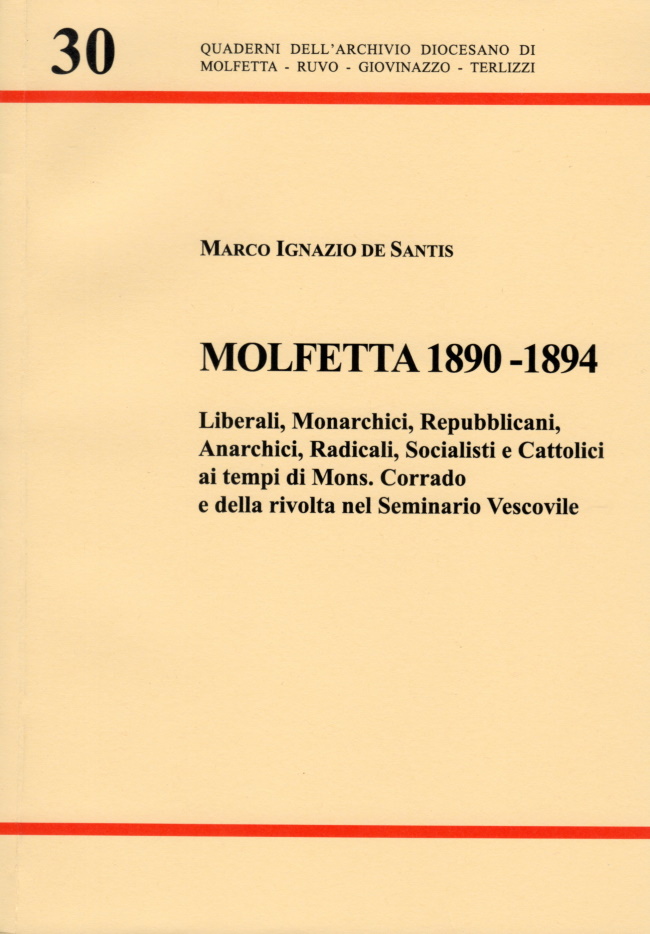 30
QUADERNI DELL'ARCHIVIO DIOCESANO DI
MOLFETTA - RUVO - GIOVINAZZO - TERLIZZI
MARCO IGNAZIO DE SANTIS
MOLFETTA 1890 -1894
Liberali, Monarchici, Repubblicani,
Anarchici, Radicali, Socialisti e Cattolici
ai tempi di Mons. Corrado
e della rivolta nel Seminario Vescovile